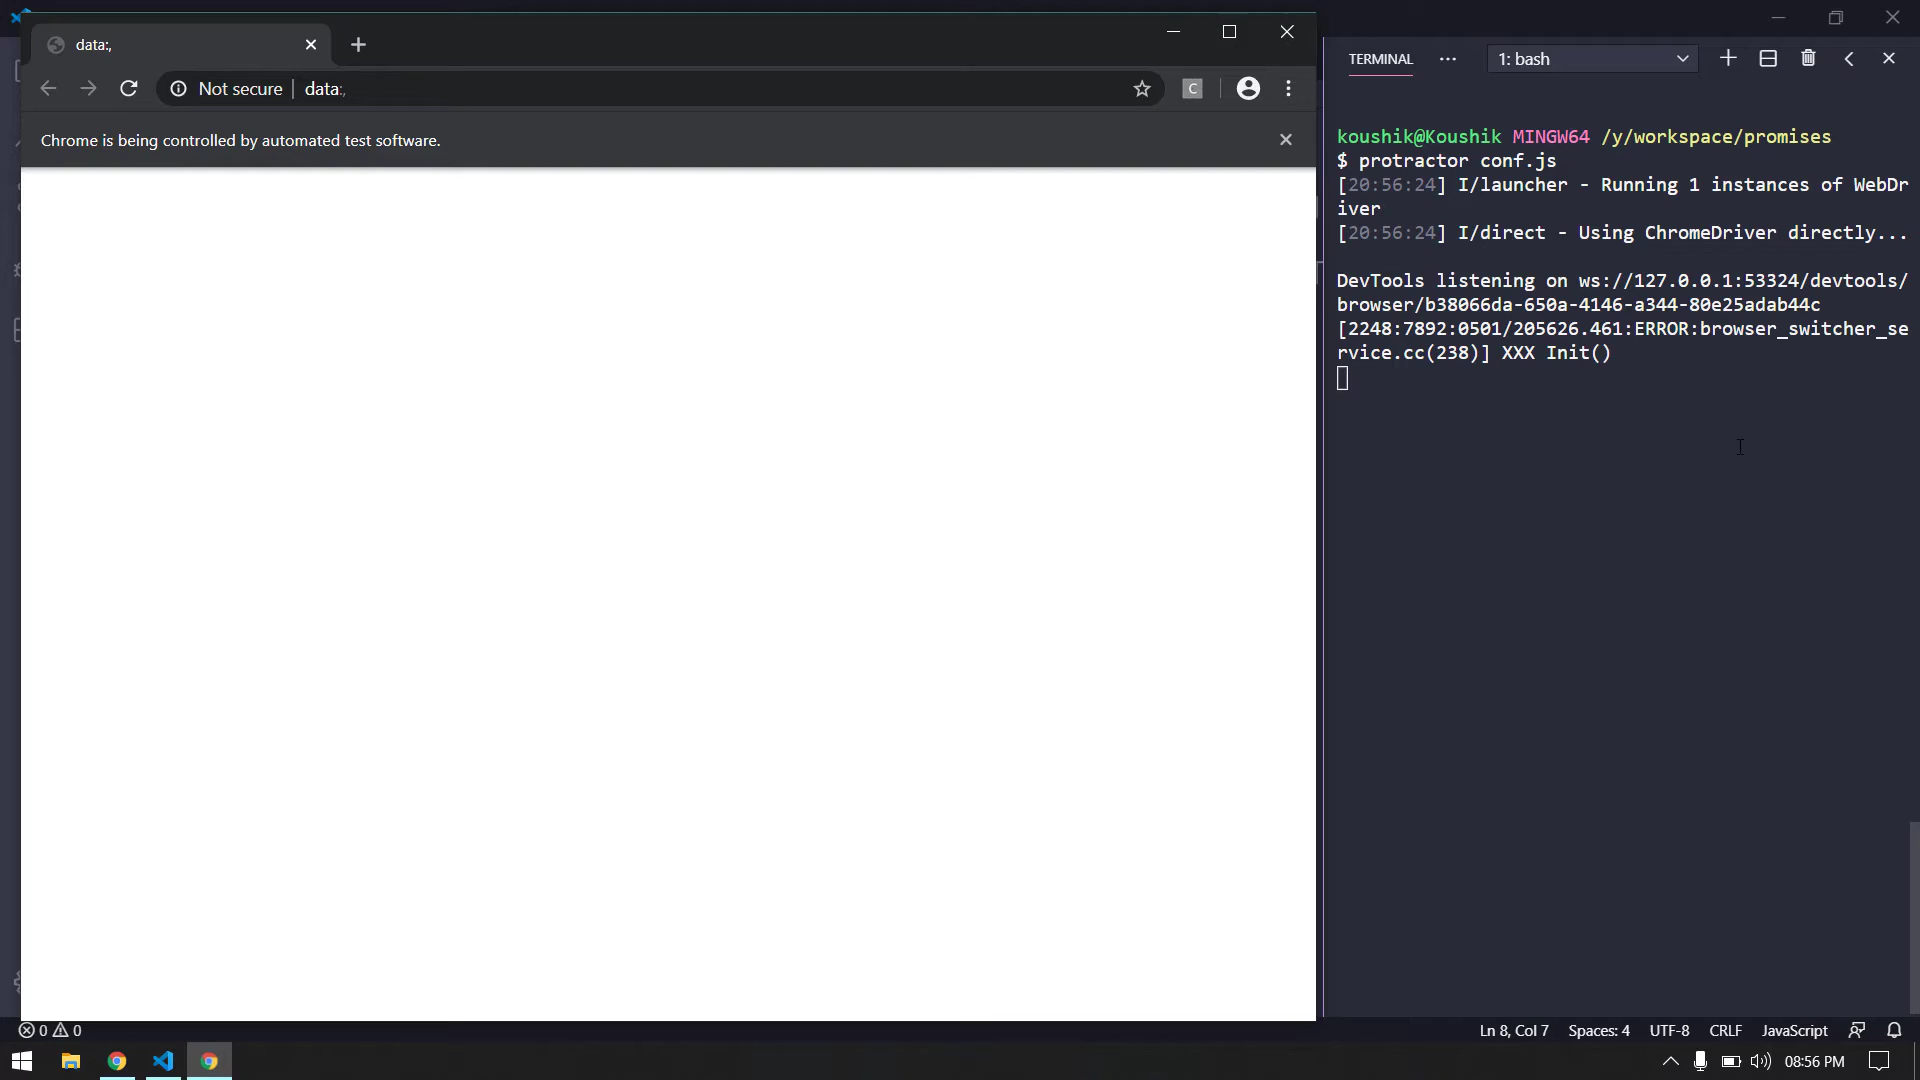 data:,
Not secure
data:,
C
Chrome is being controlled by automated test software.
TERMINAL
1: bash
koushik@Koushik MINGW64 /y/workspace/promises
$ protractor conf.js
[20:56:24] I/launcher - Running 1 instances of WebDr
iver
[20:56:24] I/direct - Using ChromeDriver directly...
DevTools listening on ws://127.0.0.1:53324/devtools/
browser/b38066da-650a-4146-a344-80e25adab44c
[2248:7892:0501/205626.461:ERROR:browser_switcher_se
rvice.cc(238)] XXX Init()
0 0
Ln 8, Col 7 Spaces: 4 UTF-8 CRLF JavaScript
08:56 PM